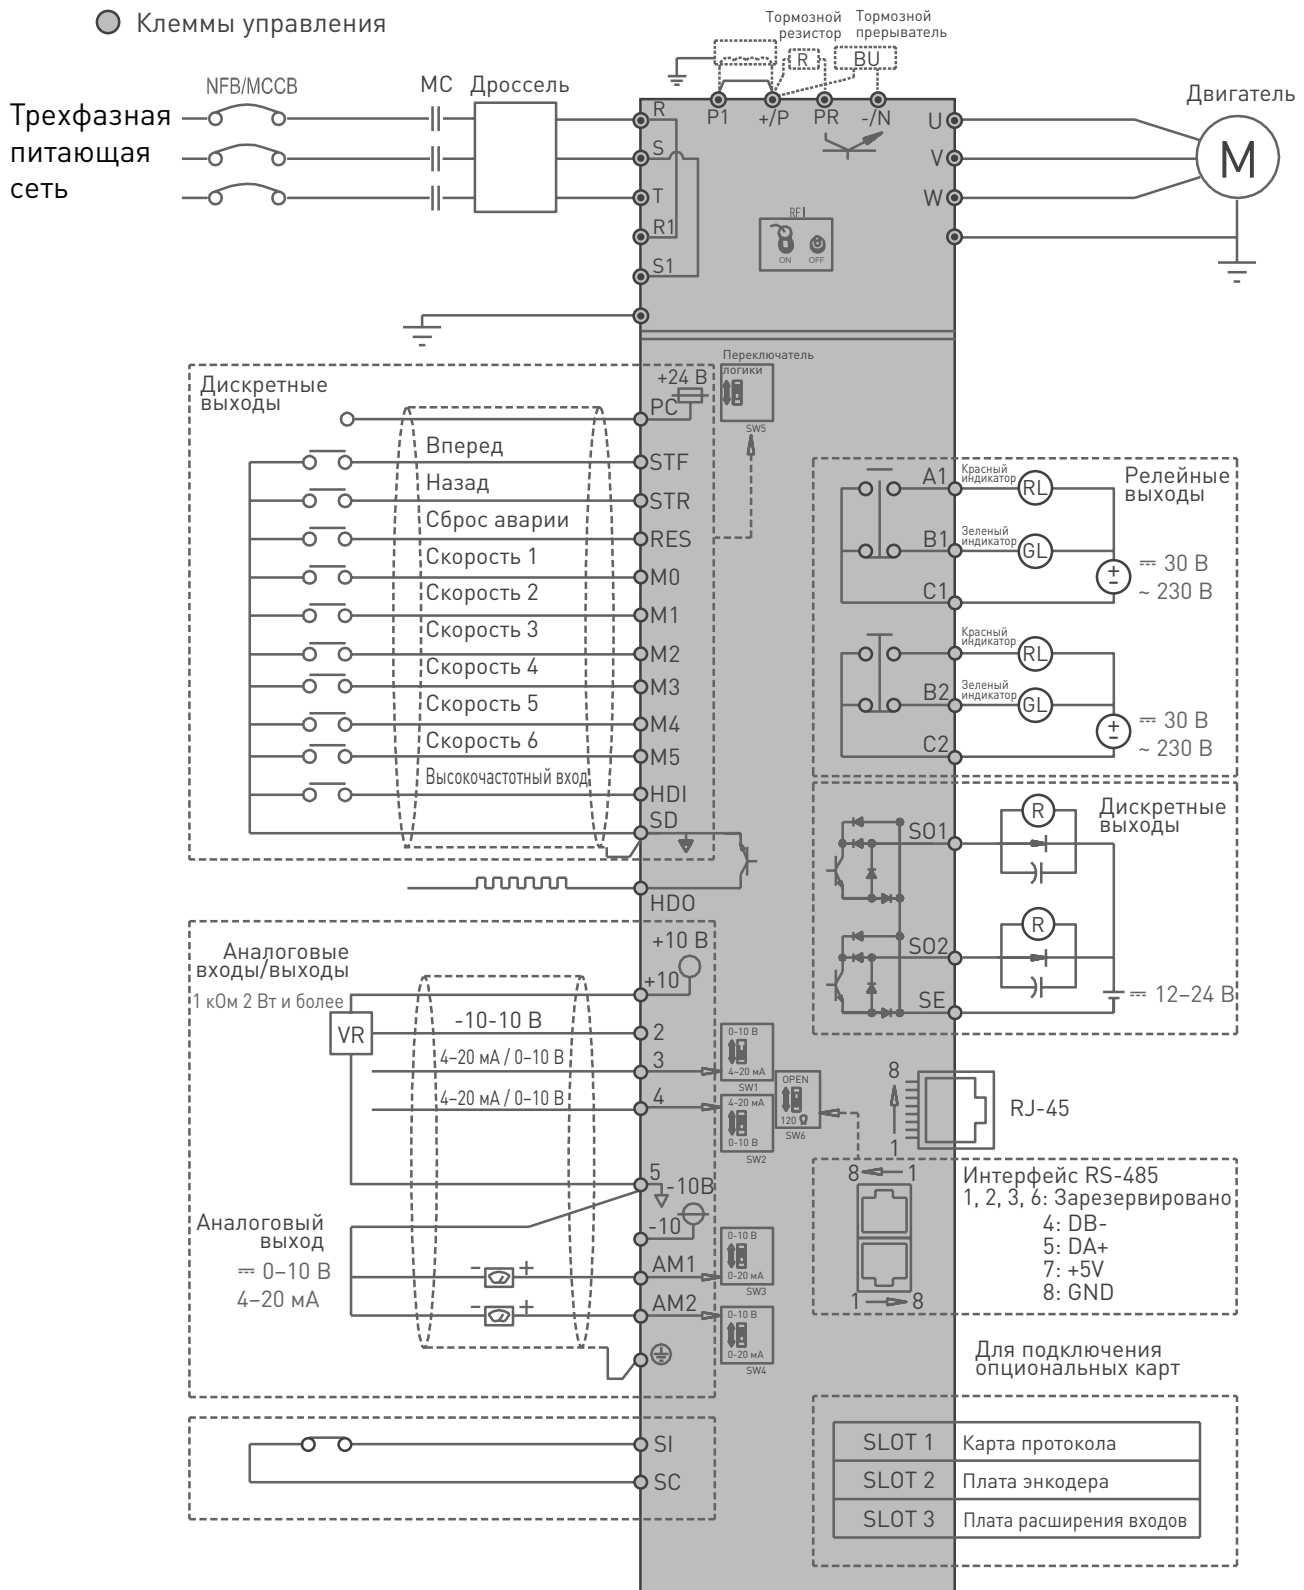 Клеммы управления
Тормозной
резистор
Тормозной
прерыватель
R
BU
NFB/MCCB
MC
Дроссель
Двигатель
Трехфазная
питающая
сеть
R
S
T
R1
S1
P1
+/P
PR
-/N
U
V
W
M
RFI
ON
OFF
Дискретные
выходы
+24 В
PC
Переключатель
логики
SW5
Вперед
STF
Назад
STR
Сброс аварии
RES
Скорость 1
M0
Скорость 2
M1
Скорость 3
M2
Скорость 4
M3
Скорость 5
M4
Скорость 6
M5
Высокочастотный вход
HDI
SD
HDO
Релейные
выходы
A1
Красный
индикатор
RL
B1
Зеленый
индикатор
GL
+
-
30 В
~ 230 В
C1
Красный
индикатор
RL
B2
Зеленый
индикатор
GL
+
-
30 В
~ 230 В
C2
Дискретные
выходы
SO1
R
SO2
R
SE
12–24 В
Аналоговые
входы/выходы
1 кОм 2 Вт и более
VR
+10 В
+10
-10-10 В
2
4–20 мА / 0–10 В
3
4–20 мА / 0–10 В
4
0-10 В
4–20 мА
SW1
4–20 мА
0-10 В
SW2
OPEN
120 Ω
SW6
5
-10В
-10
Аналоговый
выход
0–10 В
4–20 мА
- +
AM1
- +
AM2
0-10 В
0-20 мА
SW3
0-10 В
0-20 мА
SW4
8
1
RJ-45
8
1
1
8
Интерфейс RS-485
1, 2, 3, 6: Зарезервировано
4: DB-
5: DA+
7: +5V
8: GND
Для подключения
опциональных карт
SI
SC
SLOT 1 Карта протокола
SLOT 2 Плата энкодера
SLOT 3 Плата расширения входов